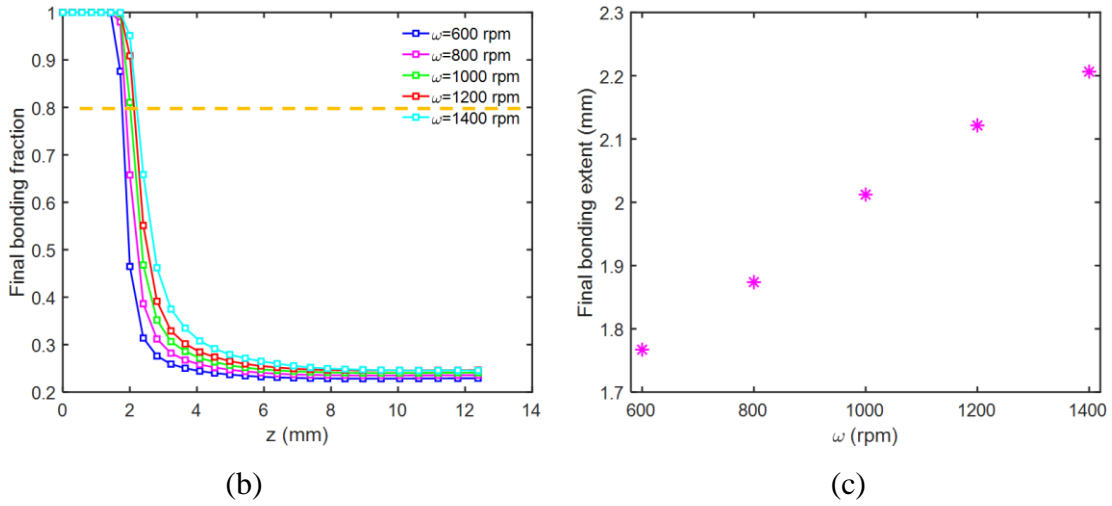 1
0.9
0.8
0.7
0.6
0.5
0.4
0.3
0.2
Final bonding fraction
ω=600 rpm
ω=800 rpm
ω=1000 rpm
ω=1200 rpm
ω=1400 rpm
0 2 4 6 8 10 12 14
z (mm)
(b)
2.3
2.2
2.1
2
1.9
1.8
1.7
Final bonding extent (mm)
600 800 1000 1200 1400
ω (rpm)
(c)